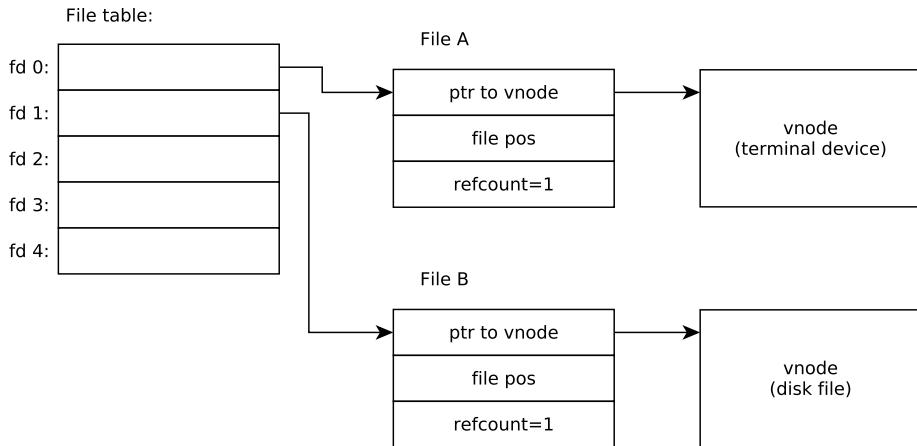 File table:
fd 0:
fd 1:
fd 2:
fd 3:
fd 4:
File A
ptr to vnode
file pos
refcount=1
vnode
(terminal device)
File B
ptr to vnode
file pos
refcount=1
vnode
(disk file)